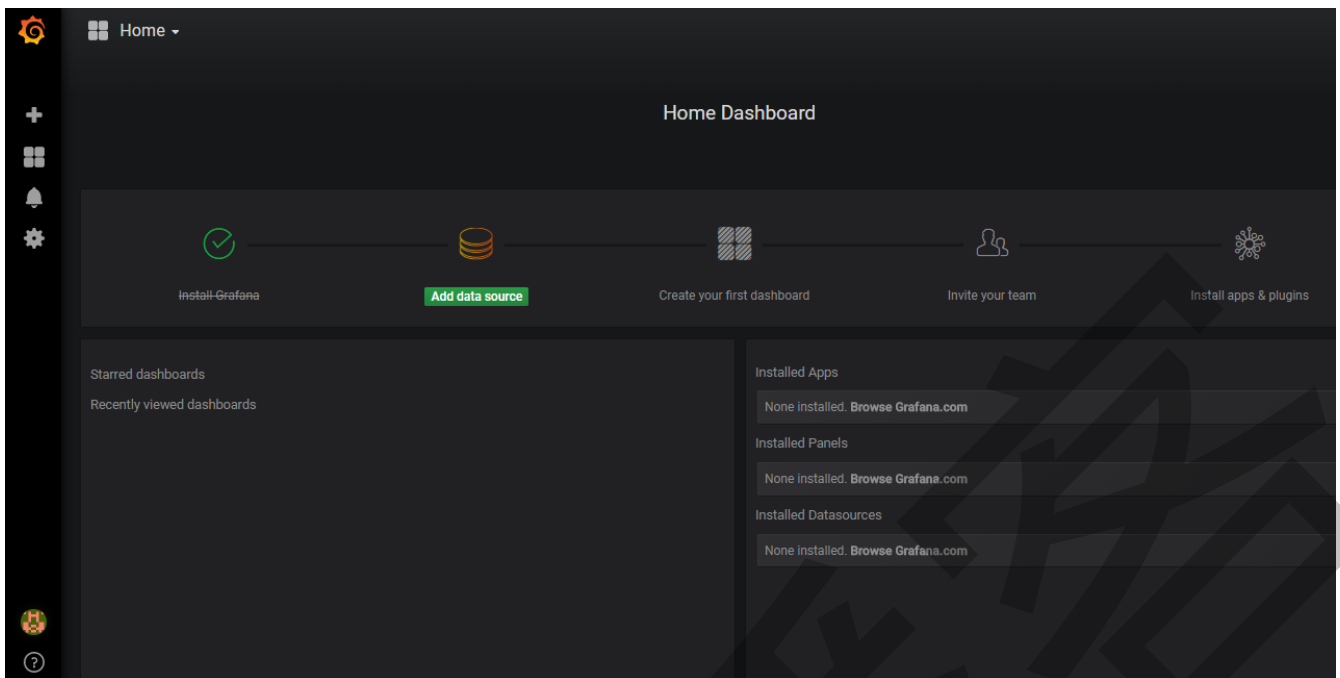 Home
Home Dashboard
Install Grafana
Add data source
Create your first dashboard
Invite your team
Install apps & plugins
Starred dashboards
Recently viewed dashboards
Installed Apps
None installed. Browse Grafana.com
Installed Panels
None installed. Browse Grafana.com
Installed Datasources
None installed. Browse Grafana.com